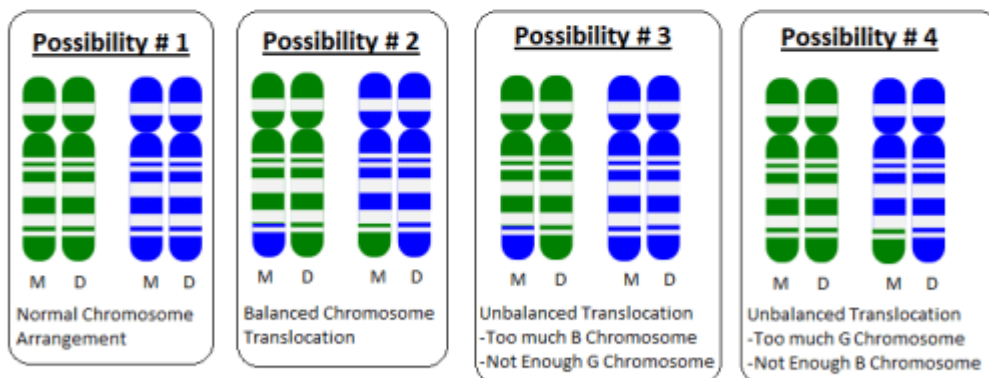 Possibility # 1
M D M D
Normal Chromosome
Arrangement
Possibility # 2
M D M D
Balanced Chromosome
Translocation
Possibility # 3
M D M D
Unbalanced Translocation
-Too much B Chromosome
-Not Enough G Chromosome
Possibility # 4
M D M D
Unbalanced Translocation
-Too much G Chromosome
-Not Enough B Chromosome